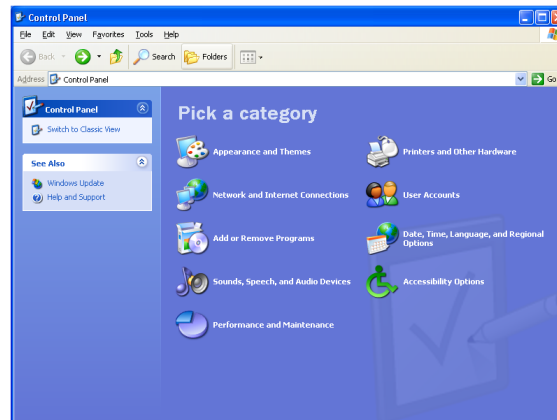 Control Panel
File Edit View Favorites Tools Help
Back Search Folders
Address Control Panel Go
Control Panel
Switch to Classic View
See Also
Windows Update
Help and Support
Pick a category
Appearance and Themes
Printers and Other Hardware
Network and Internet Connections
User Accounts
Add or Remove Programs
Date, Time, Language, and Regional
Options
Sounds, Speech, and Audio Devices
Accessibility Options
Performance and Maintenance